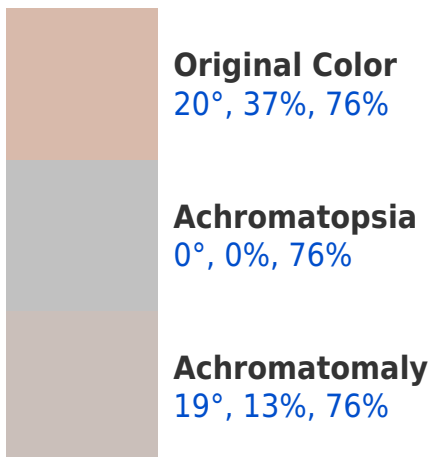 Original Color
20°, 37%, 76%
Achromatopsia
0°, 0%, 76%
Achromatomaly
19°, 13%, 76%